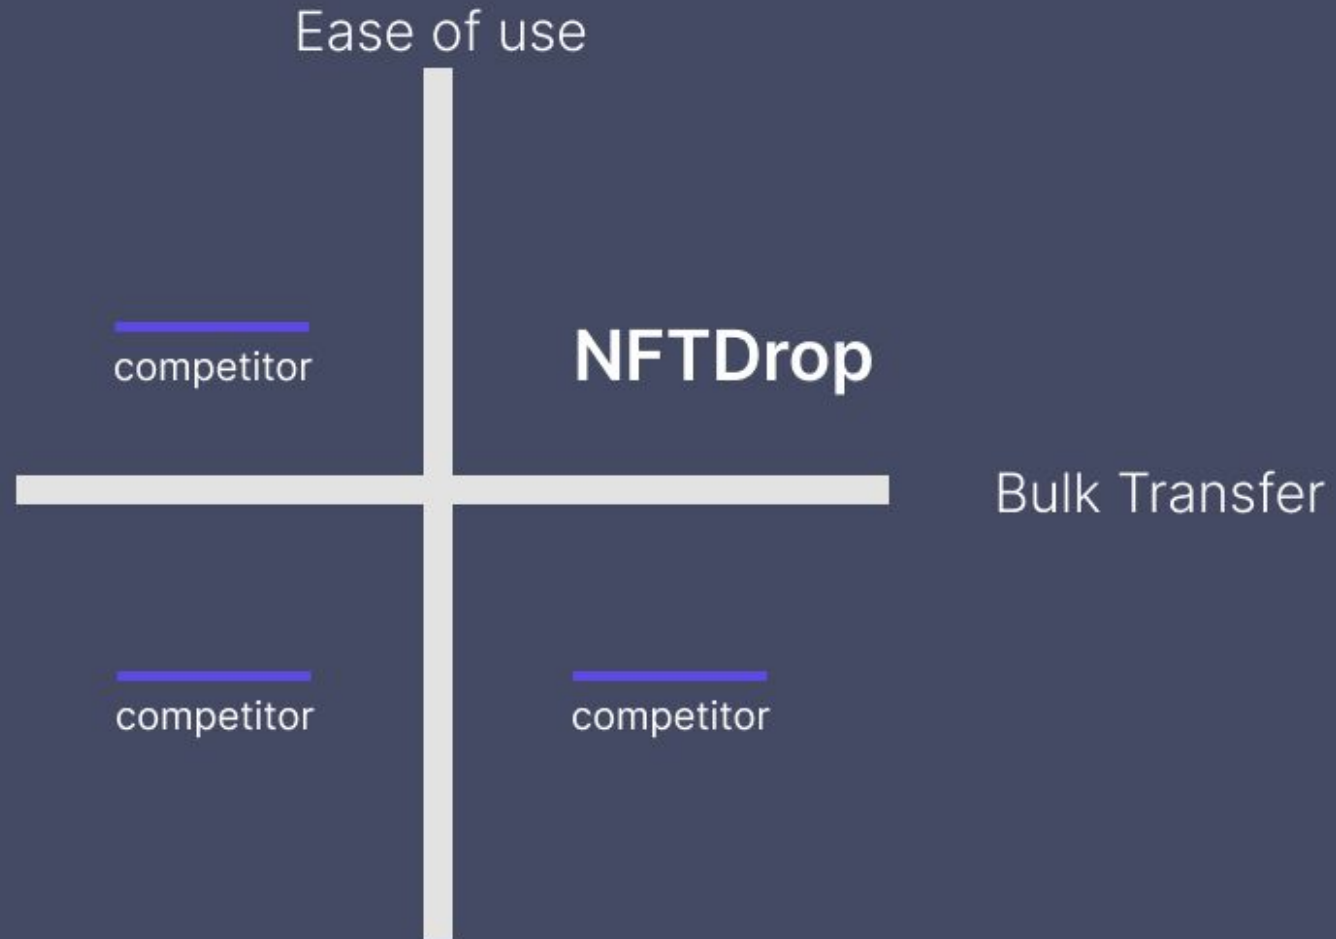 Ease of use
competitor
NFTDrop
Bulk Transfer
competitor
competitor